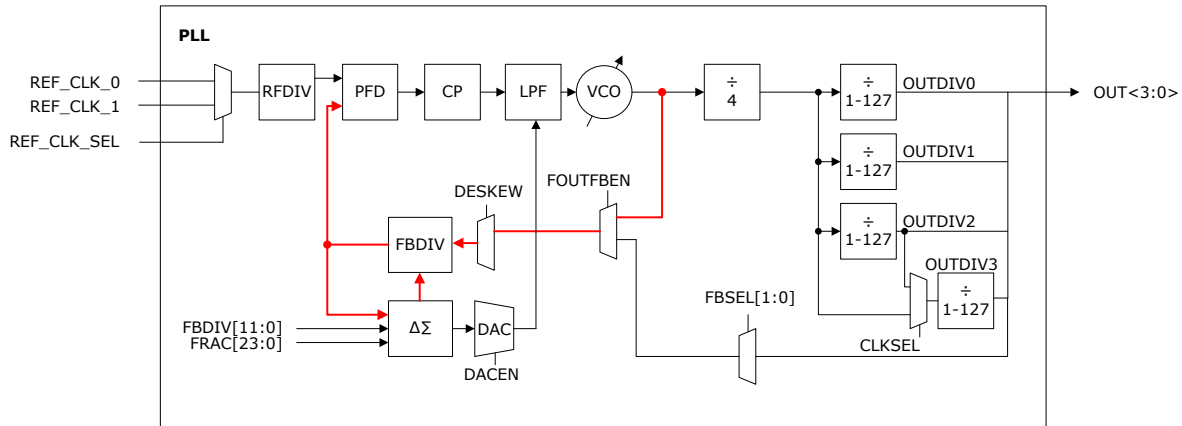 PLL
REF_CLK_0
REF_CLK_1
REF_CLK_SEL
RFDIV
PFD
CP
LPF
VCO
÷
4
÷
1-127
OUTDIV0
OUT<3:0>
÷
1-127
OUTDIV1
÷
1-127
OUTDIV2
OUTDIV3
÷
1-127
CLKSEL
DESKEW
FOUTFBEN
FBDIV
FBSEL[1:0]
FBDIV[11:0]
FRAC[23:0]
ΔΣ
DAC
DACEN